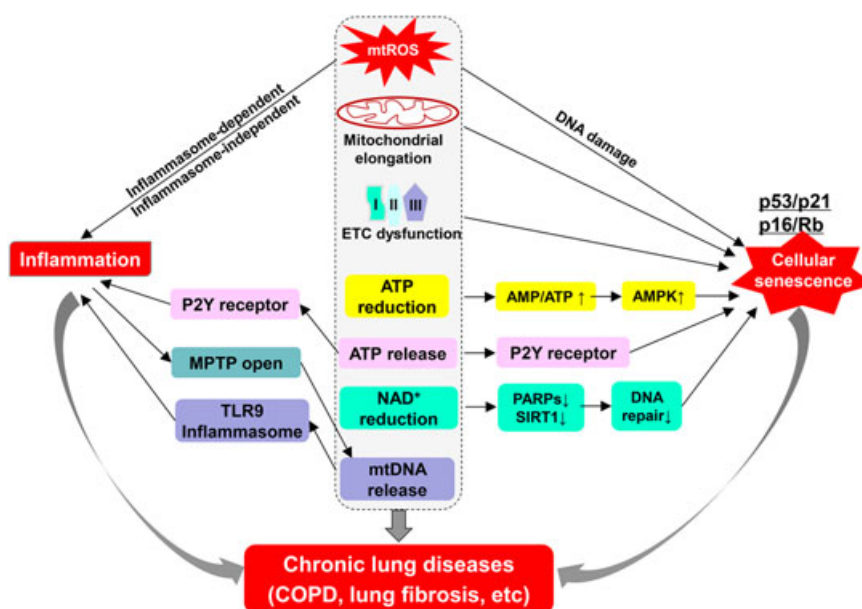 mtROS
Inflammasome-dependent
Inflammasome-independent
DNA damage
Mitochondrial
elongation
I II III
ETC dysfunction
p53/p21
p16/Rb
Inflammation
Cellular
senescence
ATP
reduction
AMP/ATP ↑
AMPK↑
P2Y receptor
ATP release
P2Y receptor
MPTP open
NAD⁺
reduction
PARPs↓
SIRT1↓
DNA
repair↓
TLR9
Inflammasome
mtDNA
release
Chronic lung diseases
(COPD, lung fibrosis, etc)